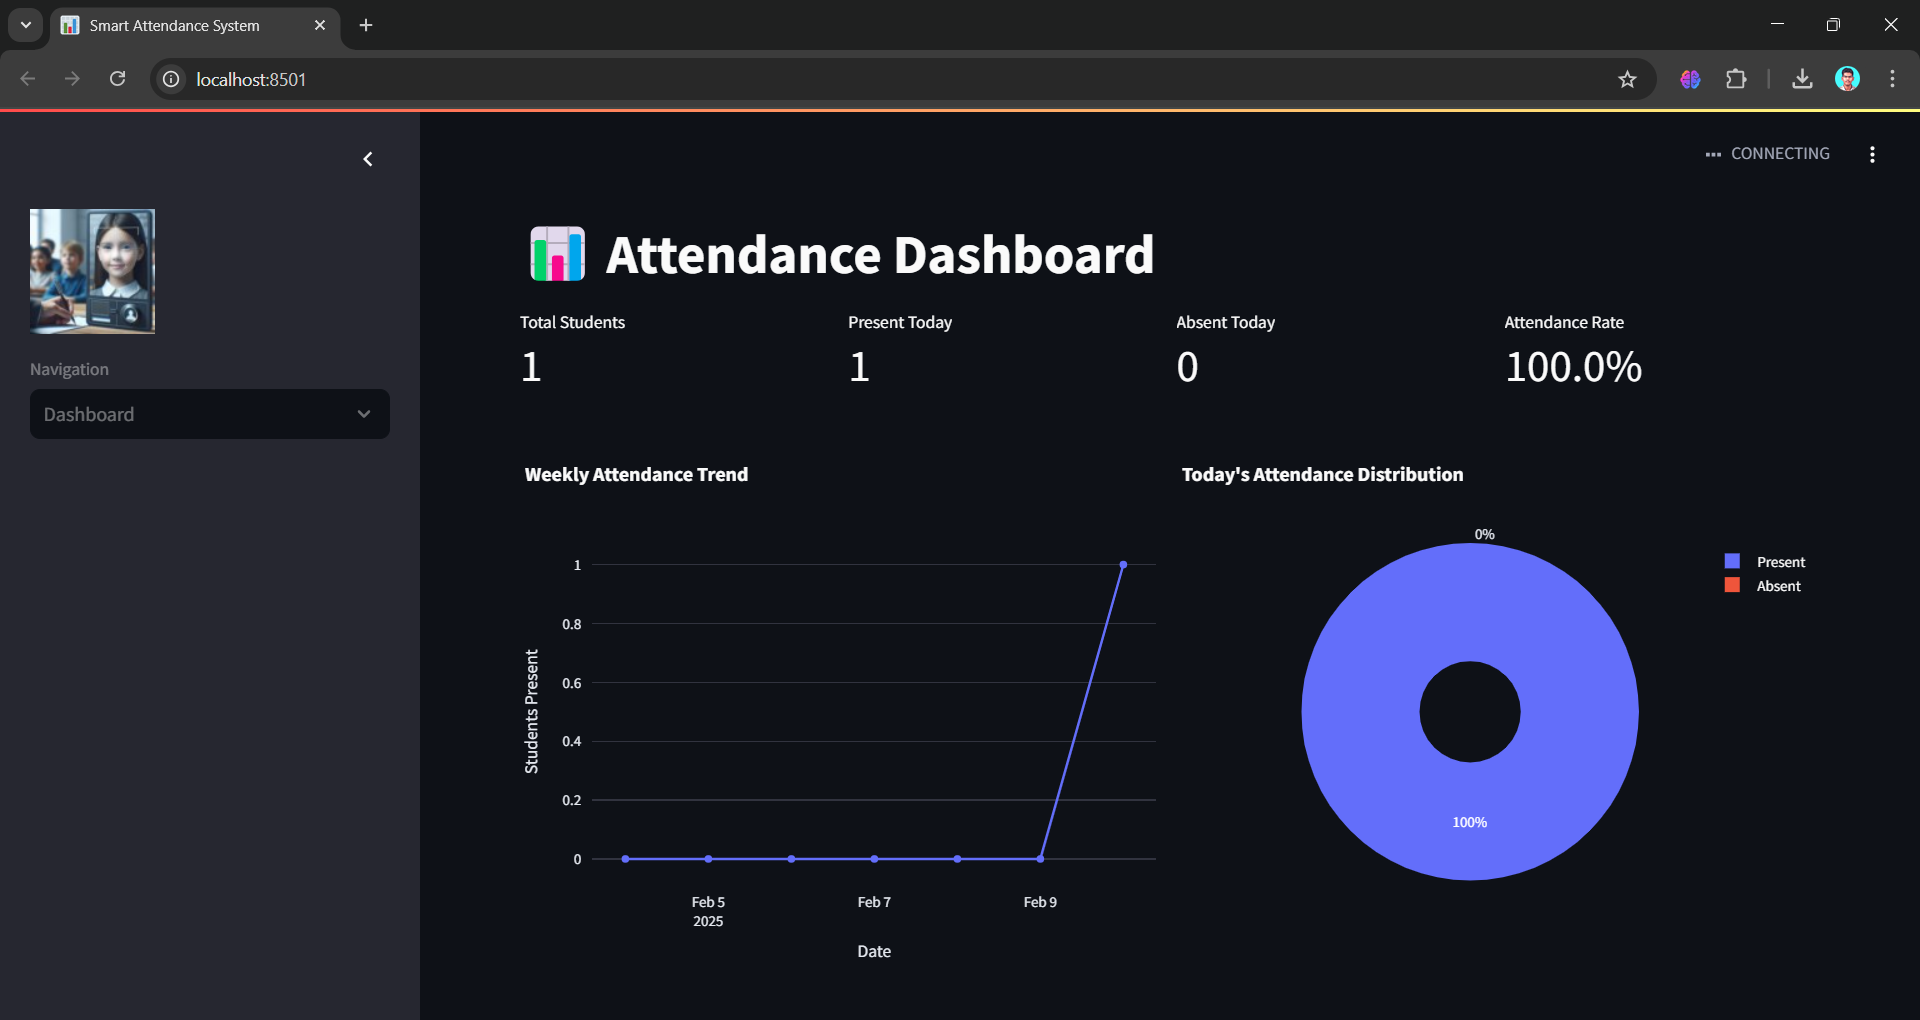 Smart Attendance System
localhost:8501
CONNECTING
Navigation
Dashboard
Attendance Dashboard
Total Students
1
Present Today
1
Absent Today
0
Attendance Rate
100.0%
Weekly Attendance Trend
1
0.8
0.6
0.4
0.2
0
Students Present
Feb 5
2025
Feb 7
Feb 9
Date
Today's Attendance Distribution
0%
100%
Present
Absent